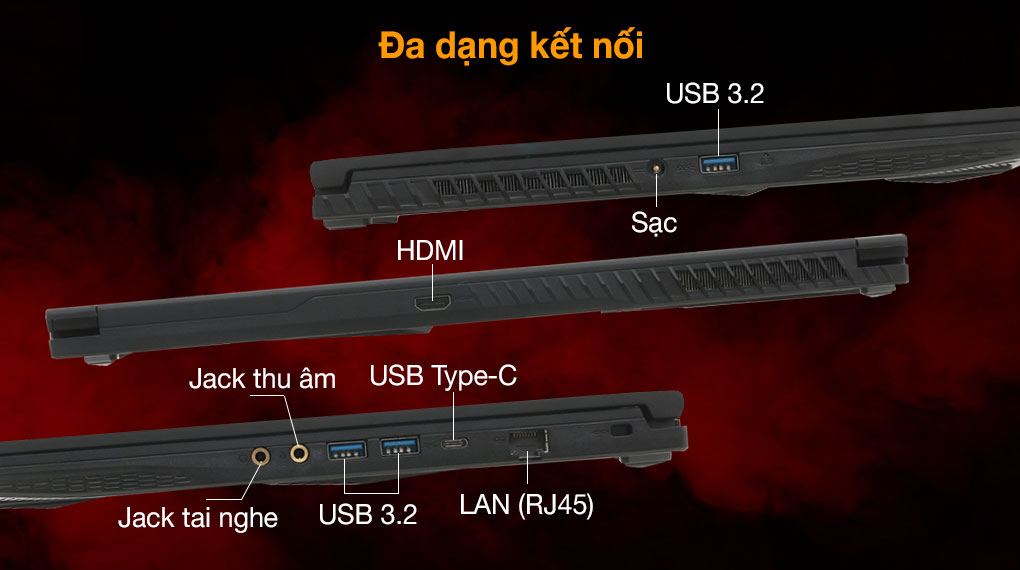 Đa dạng kết nối
USB 3.2
Sạc
HDMI
Jack thu âm
USB Type-C
Jack tai nghe
USB 3.2
LAN (RJ45)